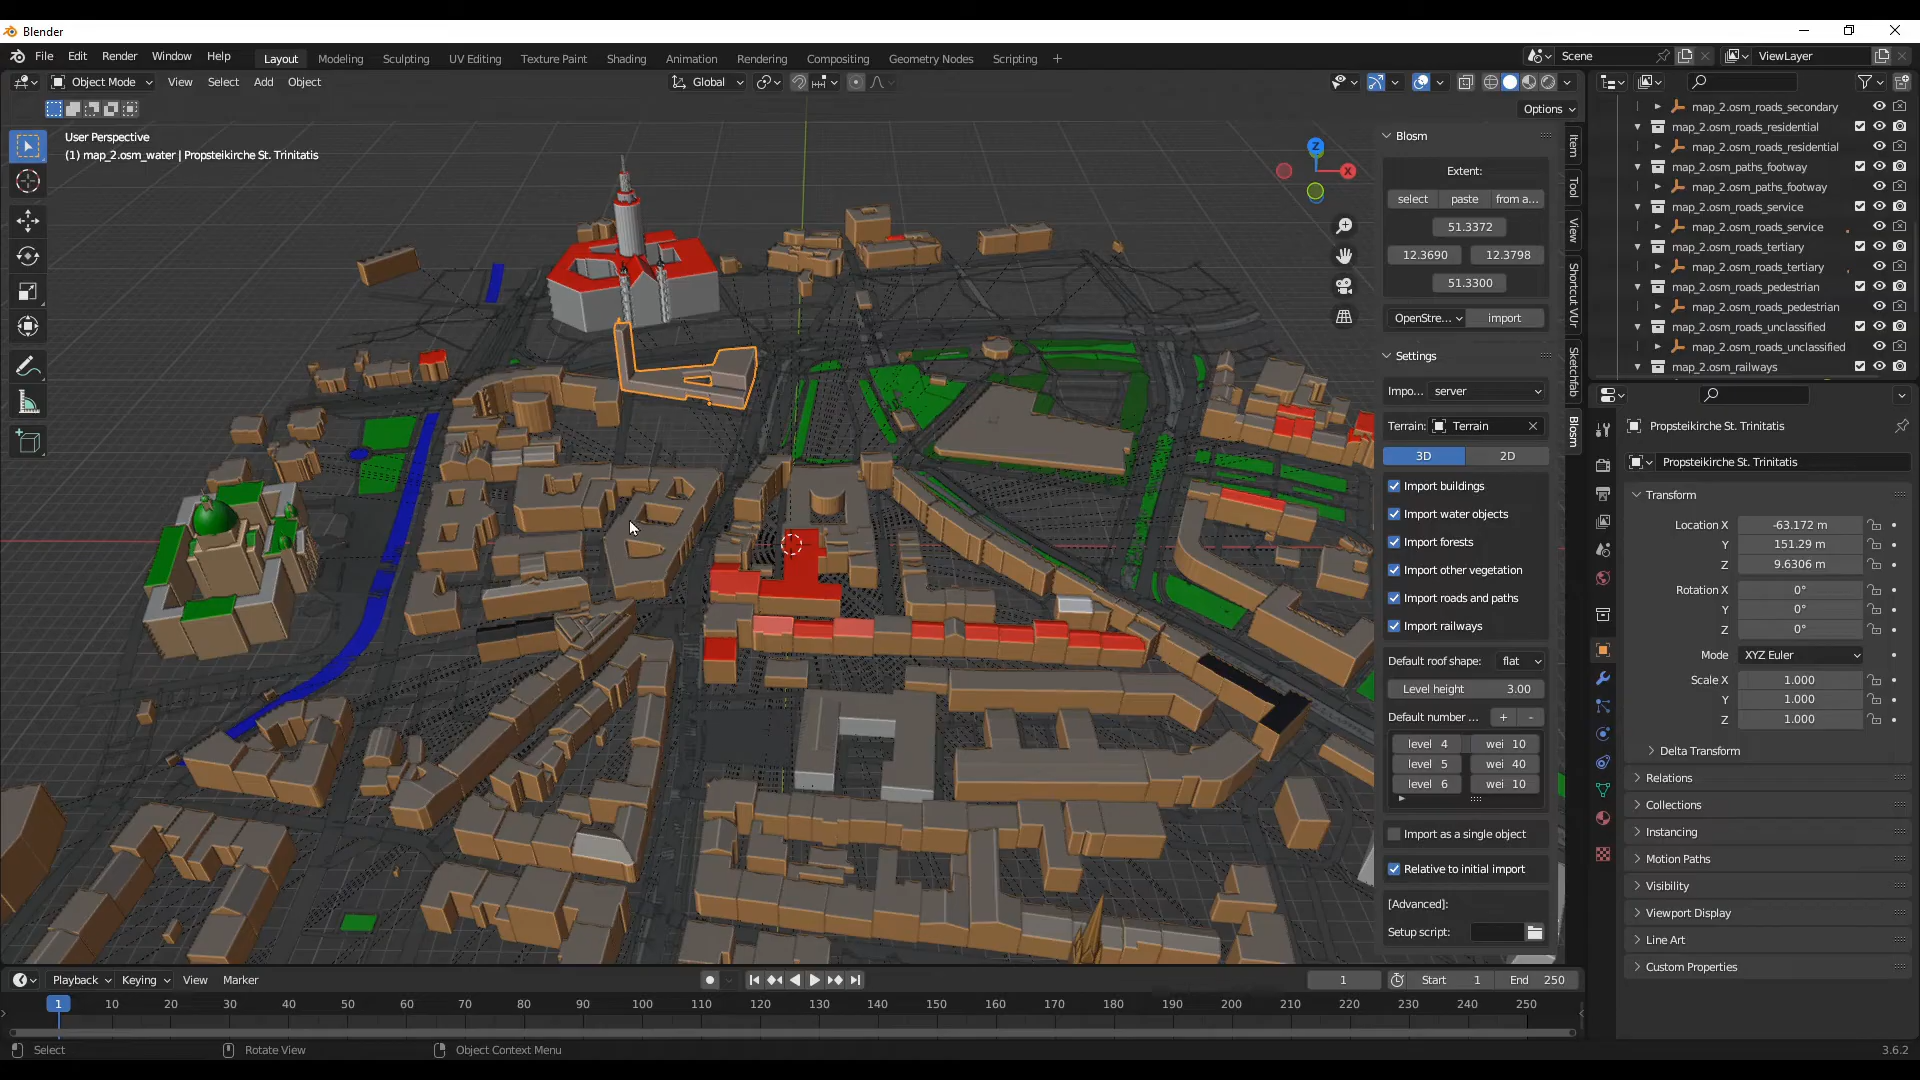 Blender
File Edit Render Window Help
Layout Modeling Sculpting UV Editing Texture Paint Shading Animation Rendering Compositing Geometry Nodes Scripting +
Scene
ViewLayer
Object Mode View Select Add Object
Global
Options
User Perspective
(1) map_2.osm_water | Propsteikirche St. Trinitatis
Z
X
Blosm
Extent:
select paste from a...
51.3372
12.3690 12.3798
51.3300
OpenStre... import
Settings
Impo... server
Terrain: Terrain
3D 2D
Import buildings
Import water objects
Import forests
Import other vegetation
Import roads and paths
Import railways
Default roof shape: flat
Level height 3.00
Default number ... + -
level 4 wei 10
level 5 wei 40
level 6 wei 10
Import as a single object
Relative to initial import
[Advanced]:
Setup script:
Item
Tool
View
Shortcut VUr
Sketchfab
Blosm
map_2.osm_roads_secondary
map_2.osm_roads_residential
map_2.osm_roads_residential
map_2.osm_paths_footway
map_2.osm_paths_footway
map_2.osm_roads_service
map_2.osm_roads_service
map_2.osm_roads_tertiary
map_2.osm_roads_tertiary
map_2.osm_roads_pedestrian
map_2.osm_roads_pedestrian
map_2.osm_roads_unclassified
map_2.osm_roads_unclassified
map_2.osm_railways
Propsteikirche St. Trinitatis
Propsteikirche St. Trinitatis
Transform
Location X -63.172 m
Y 151.29 m
Z 9.6306 m
Rotation X 0°
Y 0°
Z 0°
Mode XYZ Euler
Scale X 1.000
Y 1.000
Z 1.000
Delta Transform
Relations
Collections
Instancing
Motion Paths
Visibility
Viewport Display
Line Art
Custom Properties
Playback Keying View Marker
1 Start 1 End 250
1 10 20 30 40 50 60 70 80 90 100 110 120 130 140 150 160 170 180 190 200 210 220 230 240 250
Select Rotate View Object Context Menu
3.6.2